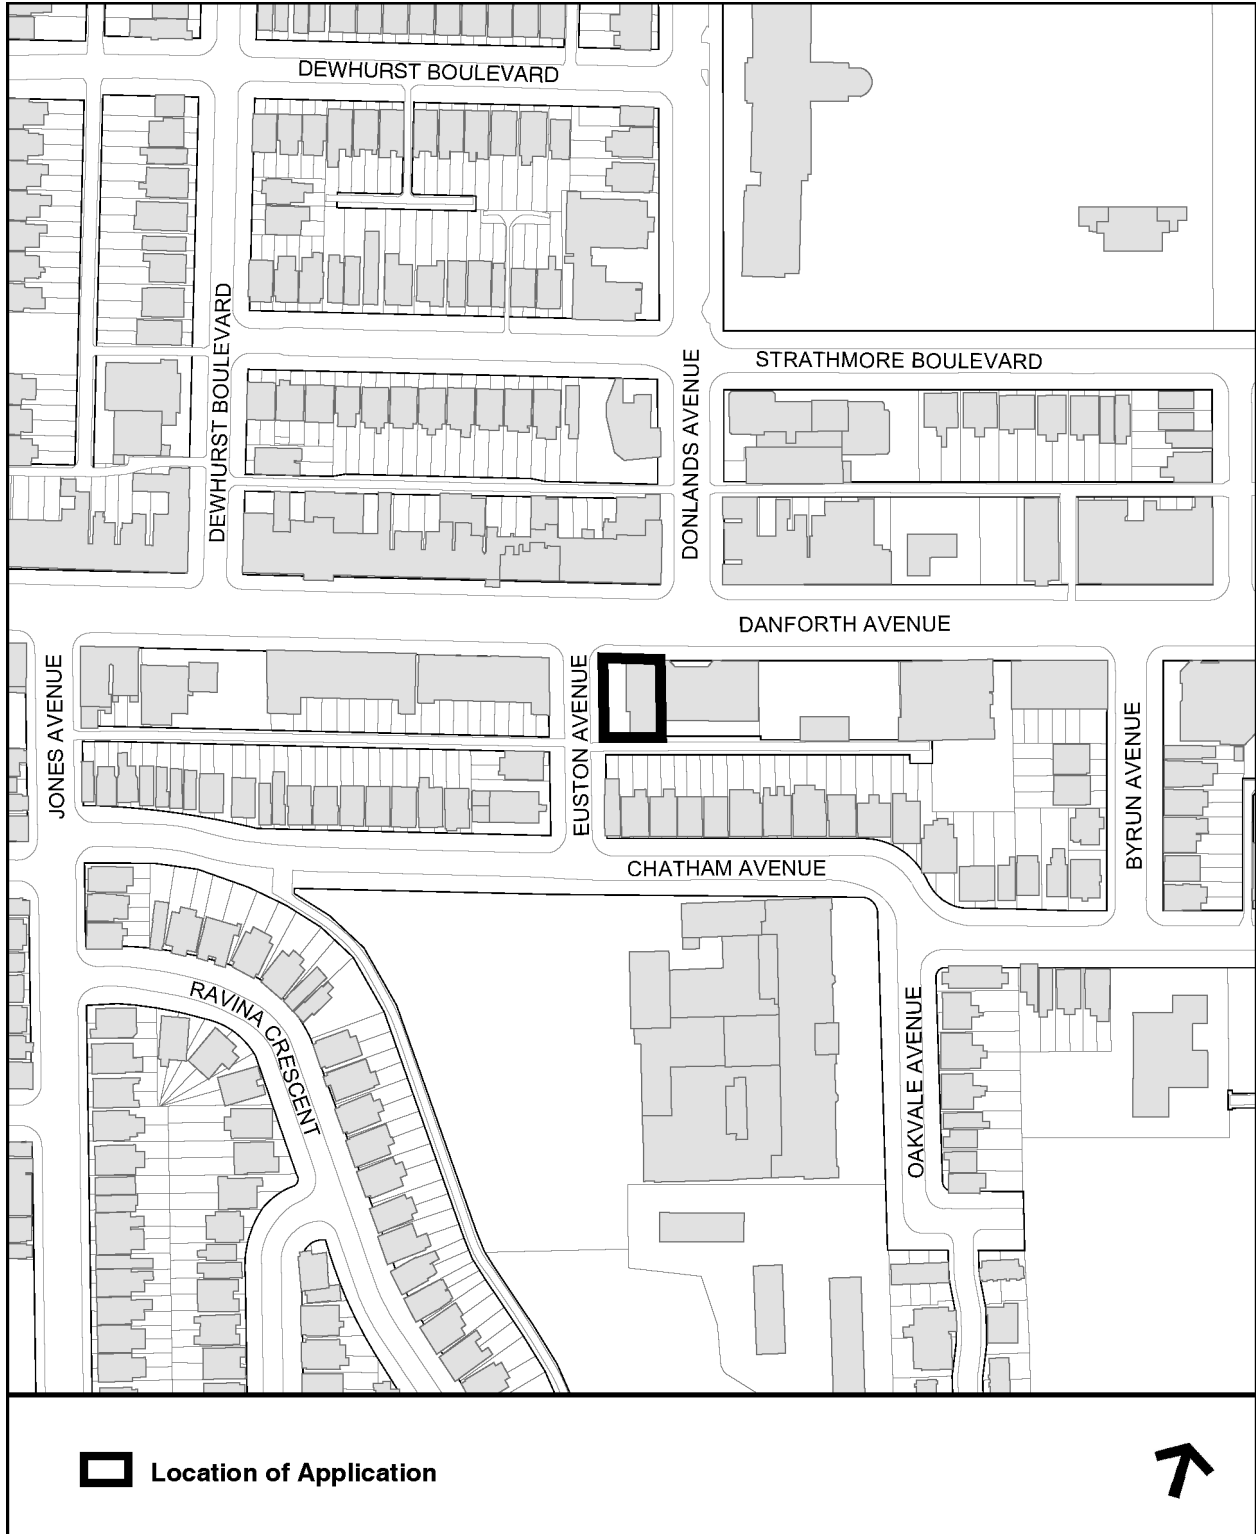 DEWHURST BOULEVARD
DEWHURST BOULEVARD
DONLANDS AVENUE
STRATHMORE BOULEVARD
DANFORTH AVENUE
JONES AVENUE
EUSTON AVENUE
BYRUN AVENUE
CHATHAM AVENUE
RAVINA CRESCENT
OAKVALE AVENUE
Location of Application